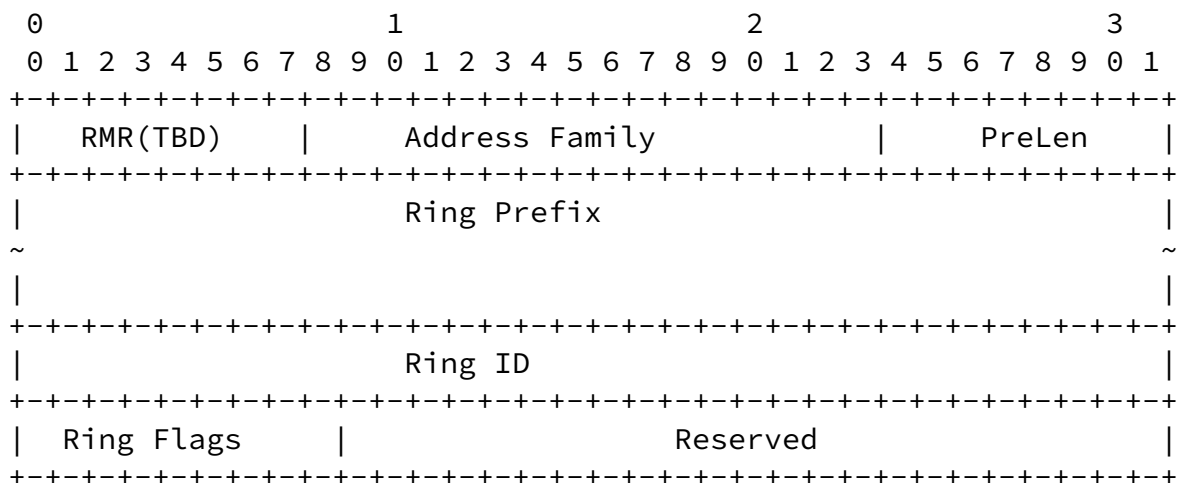 0                   1                   2                   3
0 1 2 3 4 5 6 7 8 9 0 1 2 3 4 5 6 7 8 9 0 1 2 3 4 5 6 7 8 9 0 1
+-+-+-+-+-+-+-+-+-+-+-+-+-+-+-+-+-+-+-+-+-+-+-+-+-+-+-+-+-+-+-+-+
|   RMR(TBD)    |     Address Family            |     PreLen    |
+-+-+-+-+-+-+-+-+-+-+-+-+-+-+-+-+-+-+-+-+-+-+-+-+-+-+-+-+-+-+-+-+
|                     Ring Prefix                               |
~                                                               ~
|                                                               |
+-+-+-+-+-+-+-+-+-+-+-+-+-+-+-+-+-+-+-+-+-+-+-+-+-+-+-+-+-+-+-+-+
|                     Ring ID                                   |
+-+-+-+-+-+-+-+-+-+-+-+-+-+-+-+-+-+-+-+-+-+-+-+-+-+-+-+-+-+-+-+-+
|  Ring Flags     |                  Reserved                   |
+-+-+-+-+-+-+-+-+-+-+-+-+-+-+-+-+-+-+-+-+-+-+-+-+-+-+-+-+-+-+-+-+